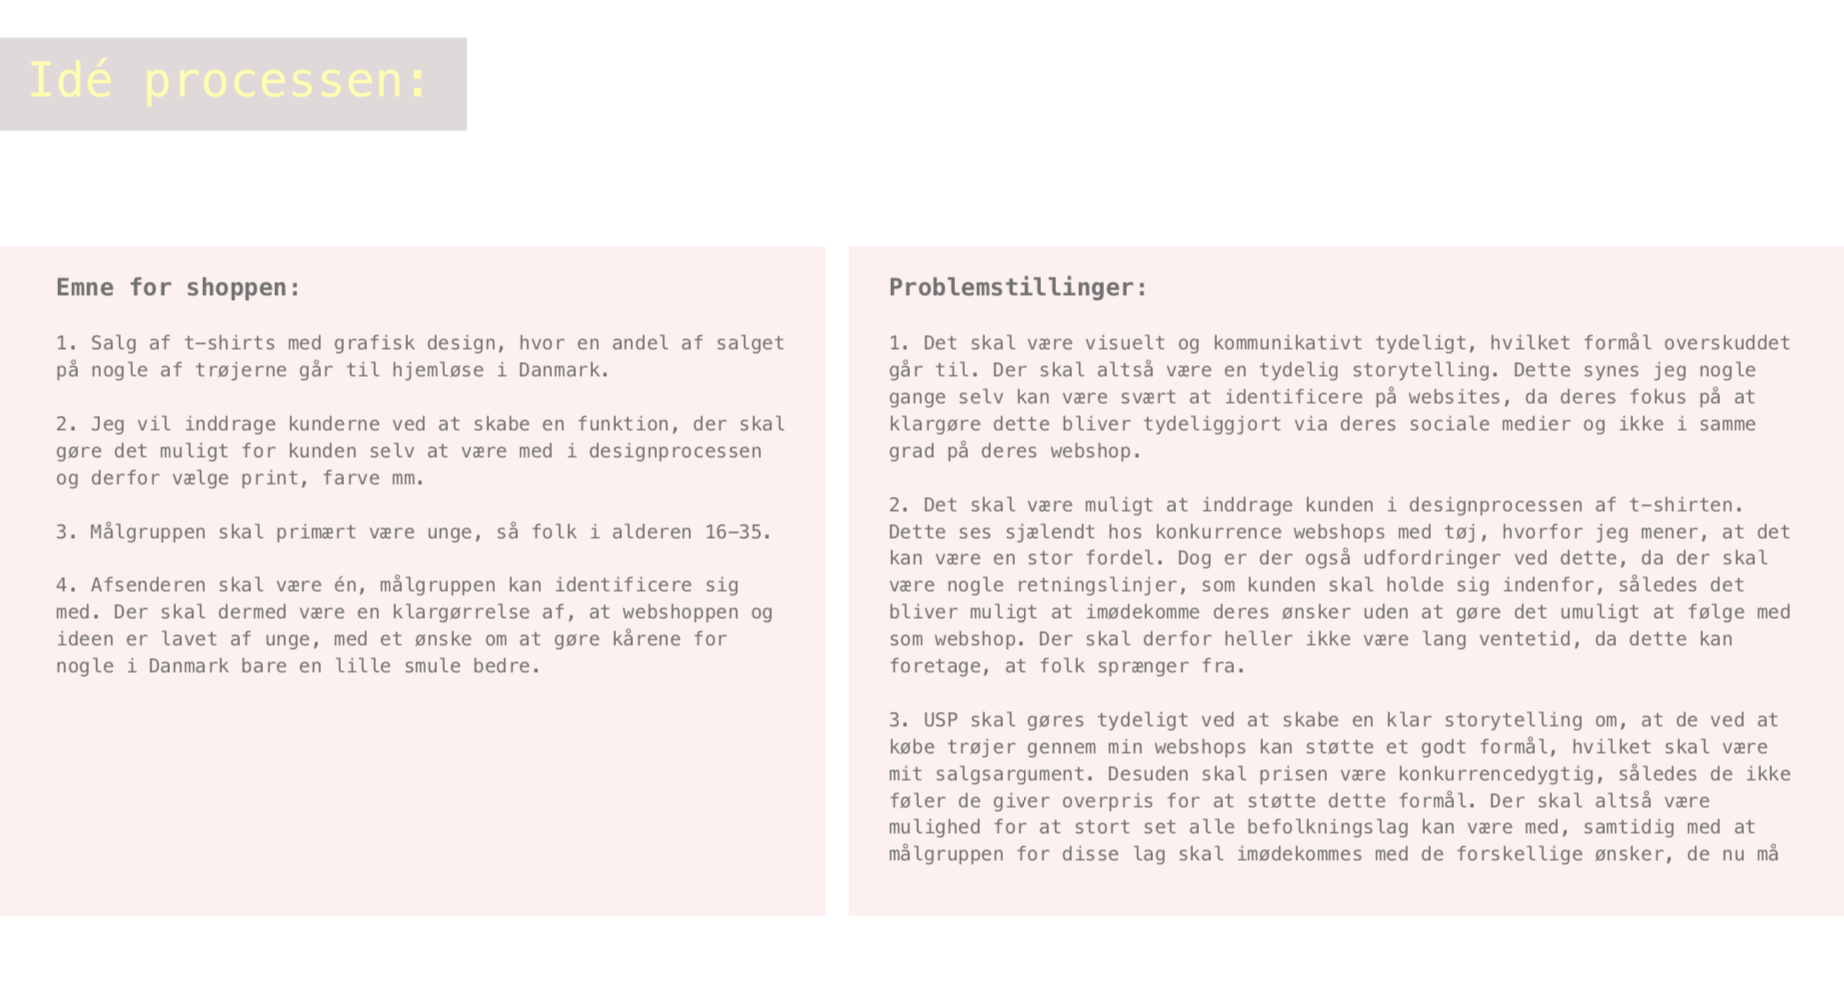 Idé processen:
Emne for shoppen:
1. Salg af t-shirts med grafisk design, hvor en andel af salget
på nogle af trøjerne går til hjemløse i Danmark.
2. Jeg vil inddrage kunderne ved at skabe en funktion, der skal
gøre det muligt for kunden selv at være med i designprocessen
og derfor vælge print, farve mm.
3. Målgruppen skal primært være unge, så folk i alderen 16-35.
4. Afsenderen skal være én, målgruppen kan identificere sig
med. Der skal dermed være en klargørrelse af, at webshoppen og
ideen er lavet af unge, med et ønske om at gøre kårene for
nogle i Danmark bare en lille smule bedre.
Problemstillinger:
1. Det skal være visuelt og kommunikativt tydeligt, hvilket formål overskuddet
går til. Der skal altså være en tydelig storytelling. Dette synes jeg nogle
gange selv kan være svært at identificere på websites, da deres fokus på at
klargøre dette bliver tydeliggjort via deres sociale medier og ikke i samme
grad på deres webshop.
2. Det skal være muligt at inddrage kunden i designprocessen af t-shirten.
Dette ses sjælendt hos konkurrence webshops med tøj, hvorfor jeg mener, at det
kan være en stor fordel. Dog er der også udfordringer ved dette, da der skal
være nogle retningslinjer, som kunden skal holde sig indenfor, således det
bliver muligt at imødekomme deres ønsker uden at gøre det umuligt at følge med
som webshop. Der skal derfor heller ikke være lang ventetid, da dette kan
foretage, at folk sprænger fra.
3. USP skal gøres tydeligt ved at skabe en klar storytelling om, at de ved at
købe trøjer gennem min webshops kan støtte et godt formål, hvilket skal være
mit salgsargument. Desuden skal prisen være konkurrencedygtig, således de ikke
føler de giver overpris for at støtte dette formål. Der skal altså være
mulighed for at stort set alle befolkningslag kan være med, samtidig med at
målgruppen for disse lag skal imødekommes med de forskellige ønsker, de nu må